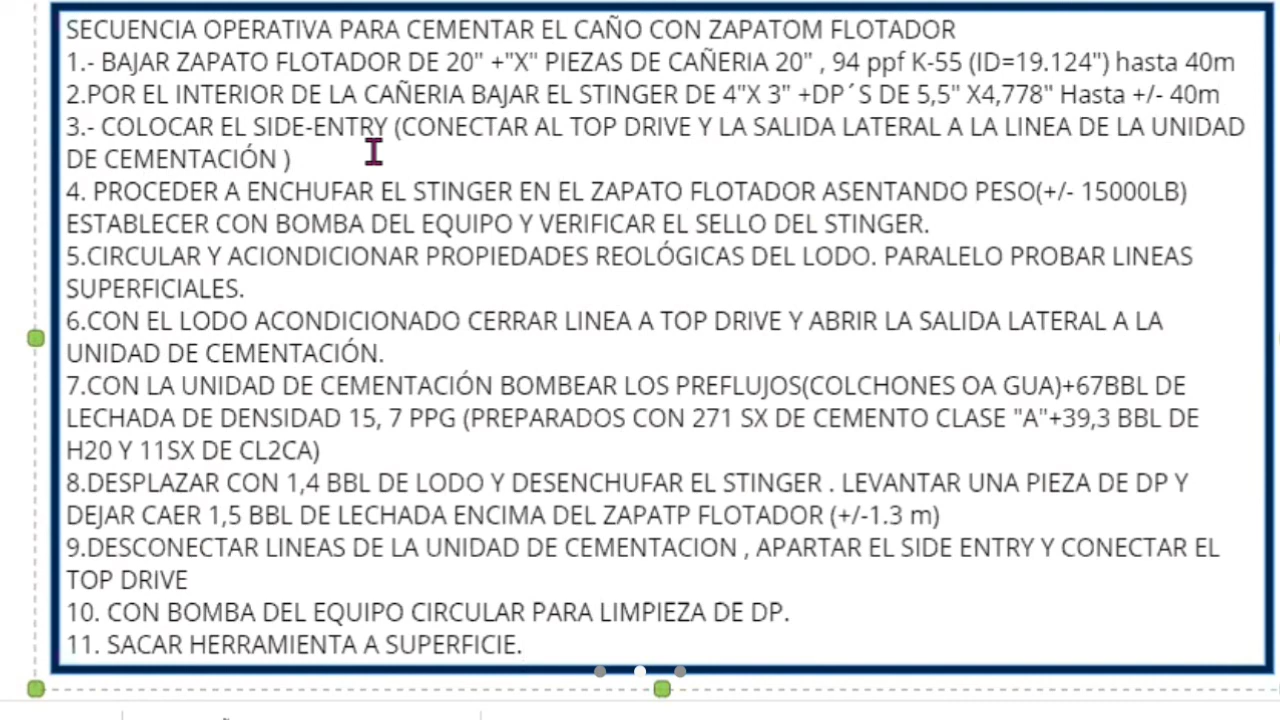 SECUENCIA OPERATIVA PARA CEMENTAR EL CAÑO CON ZAPATOM FLOTADOR
1.- BAJAR ZAPATO FLOTADOR DE 20" +"X" PIEZAS DE CAÑERIA 20" , 94 ppf K-55 (ID=19.124") hasta 40m
2.POR EL INTERIOR DE LA CAÑERIA BAJAR EL STINGER DE 4"X 3" +DP´S DE 5,5" X4,778" Hasta +/- 40m
3.- COLOCAR EL SIDE-ENTRY (CONECTAR AL TOP DRIVE Y LA SALIDA LATERAL A LA LINEA DE LA UNIDAD
DE CEMENTACIÓN )
4. PROCEDER A ENCHUFAR EL STINGER EN EL ZAPATO FLOTADOR ASENTANDO PESO(+/- 15000LB)
ESTABLECER CON BOMBA DEL EQUIPO Y VERIFICAR EL SELLO DEL STINGER.
5.CIRCULAR Y ACIONDICIONAR PROPIEDADES REOLÓGICAS DEL LODO. PARALELO PROBAR LINEAS
SUPERFICIALES.
6.CON EL LODO ACONDICIONADO CERRAR LINEA A TOP DRIVE Y ABRIR LA SALIDA LATERAL A LA
UNIDAD DE CEMENTACIÓN.
7.CON LA UNIDAD DE CEMENTACIÓN BOMBEAR LOS PREFLUJOS(COLCHONES OA GUA)+67BBL DE
LECHADA DE DENSIDAD 15, 7 PPG (PREPARADOS CON 271 SX DE CEMENTO CLASE "A"+39,3 BBL DE
H20 Y 11SX DE CL2CA)
8.DESPLAZAR CON 1,4 BBL DE LODO Y DESENCHUFAR EL STINGER . LEVANTAR UNA PIEZA DE DP Y
DEJAR CAER 1,5 BBL DE LECHADA ENCIMA DEL ZAPATP FLOTADOR (+/-1.3 m)
9.DESCONECTAR LINEAS DE LA UNIDAD DE CEMENTACION , APARTAR EL SIDE ENTRY Y CONECTAR EL
TOP DRIVE
10. CON BOMBA DEL EQUIPO CIRCULAR PARA LIMPIEZA DE DP.
11. SACAR HERRAMIENTA A SUPERFICIE.